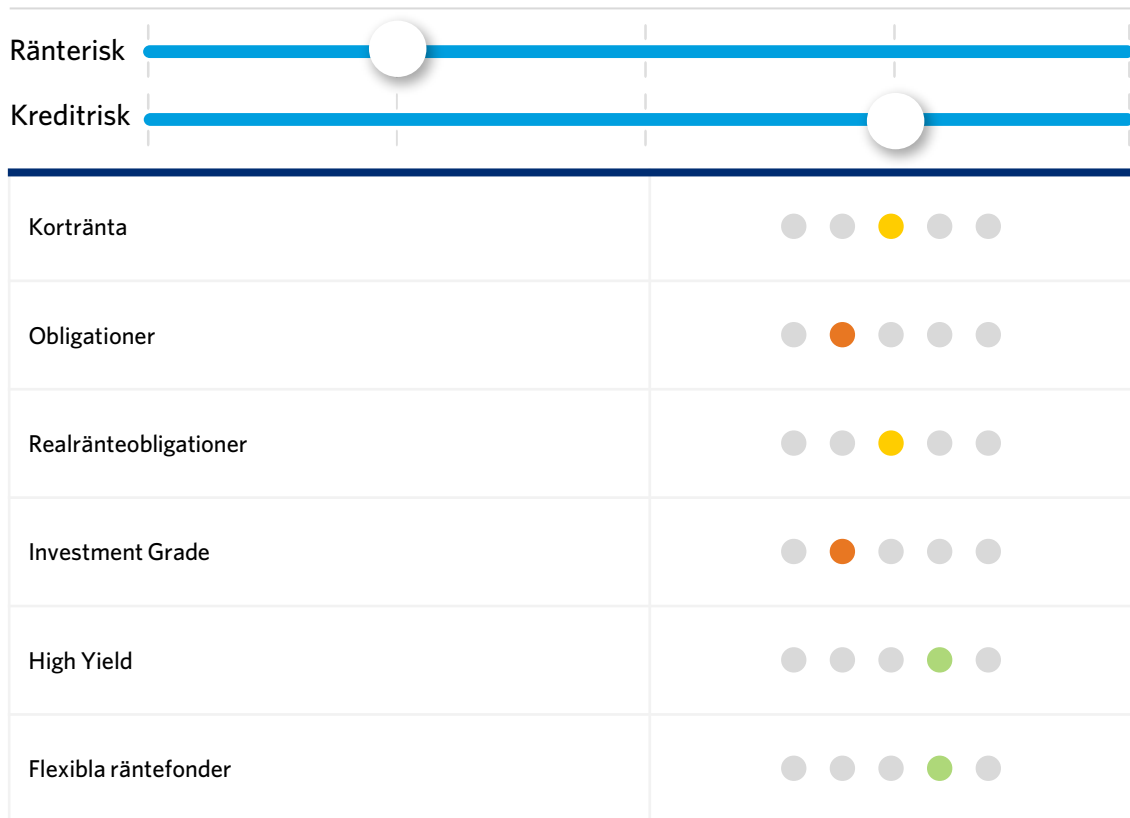 Ränterisk
Kreditrisk
Kortränta
Obligationer
Realränteobligationer
Investment Grade
High Yield
Flexibla räntefonder